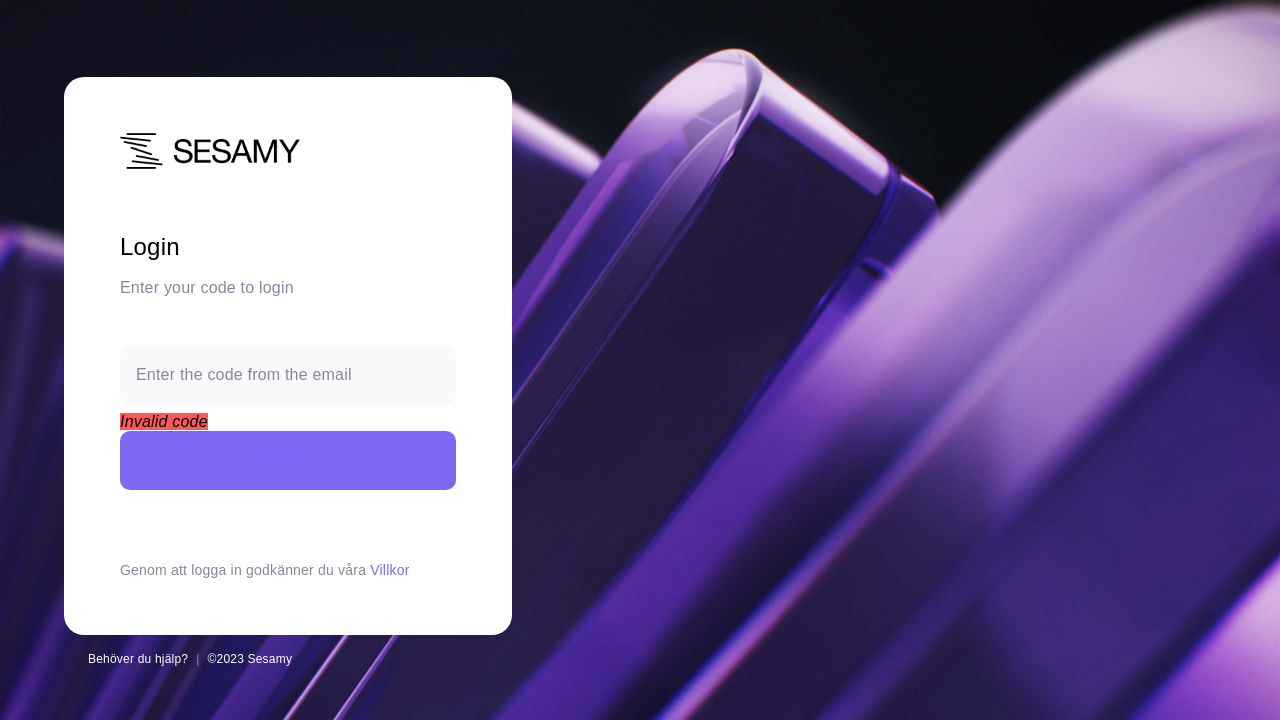 SESAMY
Login
Enter your code to login
Enter the code from the email
Invalid code
Genom att logga in godkänner du våra Villkor
Behöver du hjälp? | ©2023 Sesamy